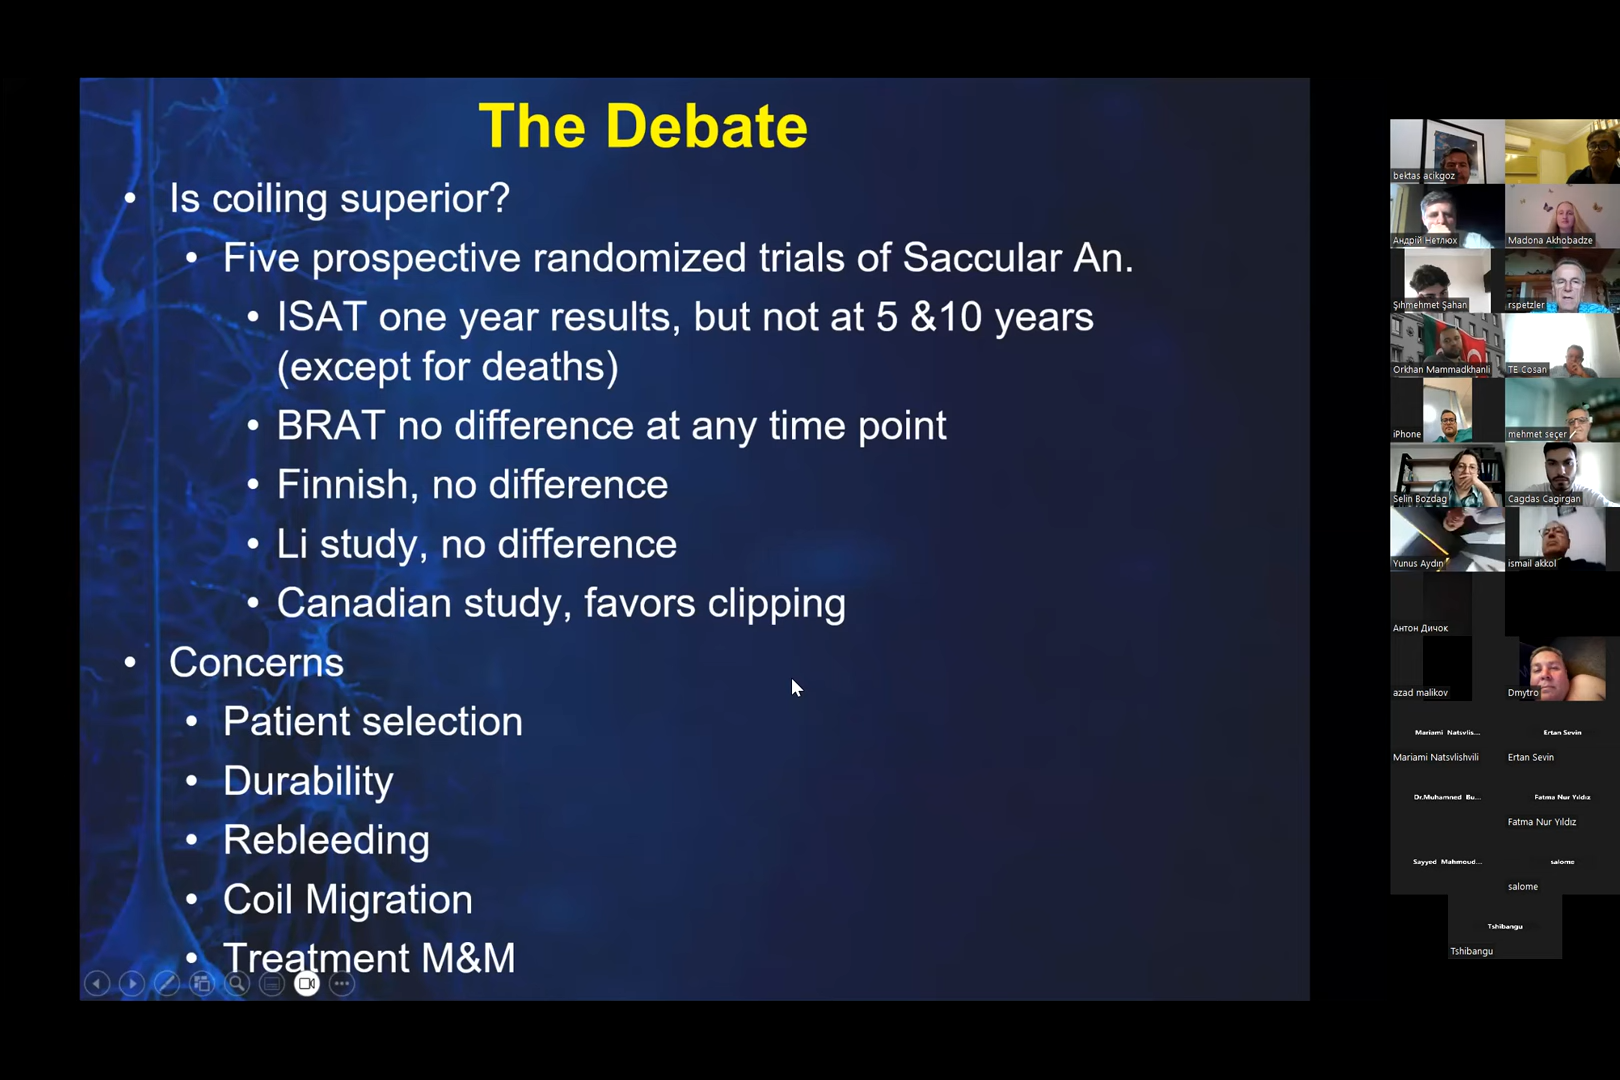 The Debate
• Is coiling superior?
• Five prospective randomized trials of Saccular An.
• ISAT one year results, but not at 5 &10 years
(except for deaths)
• BRAT no difference at any time point
• Finnish, no difference
• Li study, no difference
• Canadian study, favors clipping
• Concerns
• Patient selection
• Durability
• Rebleeding
• Coil Migration
• Treatment M&M
bektas acikgoz
Андрій Нетлюх
Madona Akhobadze
Şıhmehmet Şahan
rspetzler
Orkhan Mammadkhanli
TE Cosan
iPhone
mehmet seçer
Selin Bozdag
Cagdas Cagirgan
Yunus Aydın
ismail akkol
Антон Дичок
azad malikov
Dmytro
Mariami Natsvlis...
Ertan Sevin
Mariami Natsvlishvili
Ertan Sevin
Dr.Muhamned Bu...
Fatma Nur Yıldız
Fatma Nur Yıldız
Sayyed Mahmoud...
salome
salome
Tshibangu
Tshibangu